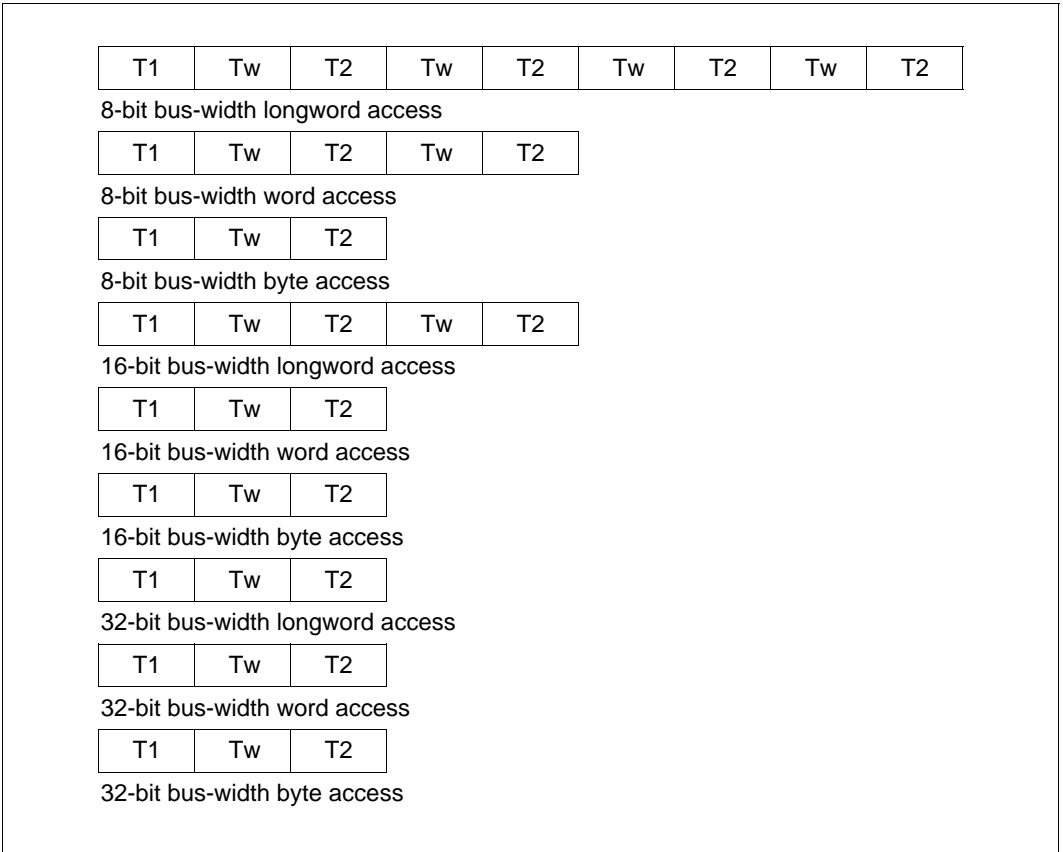 T1 Tw T2 Tw T2 Tw T2 Tw T2
8-bit bus-width longword access
T1 Tw T2 Tw T2
8-bit bus-width word access
T1 Tw T2
8-bit bus-width byte access
T1 Tw T2 Tw T2
16-bit bus-width longword access
T1 Tw T2
16-bit bus-width word access
T1 Tw T2
16-bit bus-width byte access
T1 Tw T2
32-bit bus-width longword access
T1 Tw T2
32-bit bus-width word access
T1 Tw T2
32-bit bus-width byte access